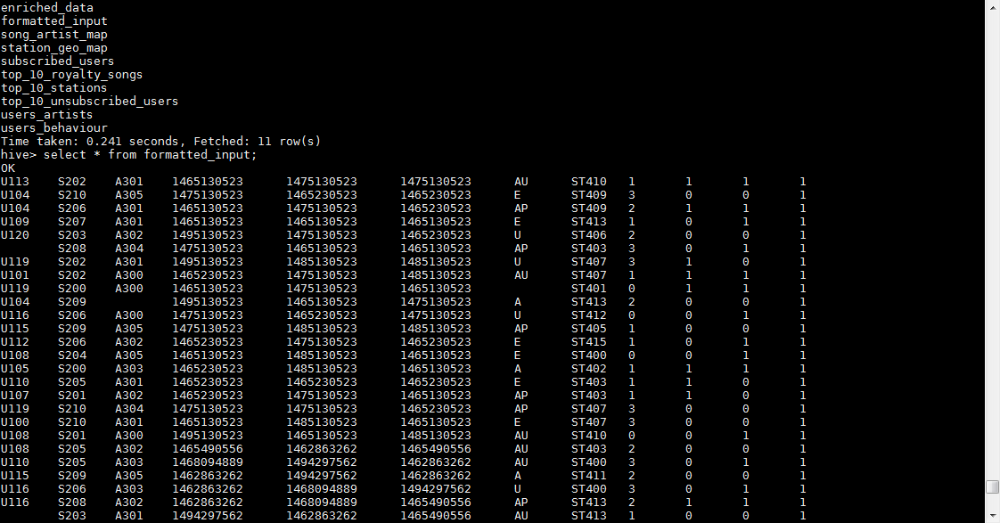 enriched_data
formatted_input
song_artist_map
station_geo_map
subscribed_users
top_10_royalty_songs
top_10_stations
top_10_unsubscribed_users
users_artists
users_behaviour
Time taken: 0.241 seconds, Fetched: 11 row(s)
hive> select * from formatted_input;
OK
U113 S202 A301 1465130523 1475130523 1475130523 AU ST410 1 1 1 1
U104 S210 A305 1475130523 1465230523 1465230523 E ST409 3 0 0 1
U104 S206 A301 1465130523 1475130523 1465230523 AP ST409 2 1 1 1
U109 S207 A301 1465130523 1465130523 1465130523 E ST413 1 0 1 1
U120 S203 A302 1495130523 1475130523 1465230523 U ST406 2 0 0 1
S208 A304 1475130523 1465130523 1465130523 AP ST403 3 0 1 1
U119 S202 A301 1495130523 1485130523 1485130523 U ST407 3 1 0 1
U101 S202 A300 1465230523 1475130523 1485130523 AU ST407 1 1 1 1
U119 S200 A300 1465130523 1475130523 1465130523 ST401 0 1 1 1
U104 S209 1495130523 1465130523 1475130523 A ST413 2 0 0 1
U116 S206 A300 1475130523 1465230523 1475130523 U ST412 0 0 1 1
U115 S209 A305 1475130523 1485130523 1485130523 AP ST405 1 0 0 1
U112 S206 A302 1465230523 1475130523 1465230523 E ST415 1 0 1 1
U108 S204 A305 1465130523 1485130523 1465130523 E ST400 0 0 1 1
U105 S200 A303 1465230523 1485130523 1465130523 A ST402 1 1 1 1
U110 S205 A301 1465230523 1475130523 1465230523 E ST403 1 1 0 1
U107 S201 A302 1465230523 1475130523 1465130523 AP ST403 1 1 0 1
U119 S210 A304 1475130523 1475130523 1465230523 AP ST407 3 0 0 1
U100 S210 A301 1465130523 1485130523 1465130523 E ST407 3 0 0 1
U108 S201 A300 1495130523 1465130523 1485130523 AU ST410 0 0 1 1
U108 S205 A302 1465490556 1462863262 1465490556 AU ST403 2 0 0 1
U110 S205 A303 1468094889 1494297562 1462863262 AU ST400 3 0 1 1
U115 S209 A305 1462863262 1494297562 1462863262 A ST411 2 0 0 1
U116 S206 A303 1462863262 1468094889 1494297562 U ST400 3 0 1 1
U116 S208 A302 1462863262 1468094889 1465490556 AP ST413 2 1 1 1
S203 A301 1494297562 1462863262 1465490556 AU ST413 1 0 0 1